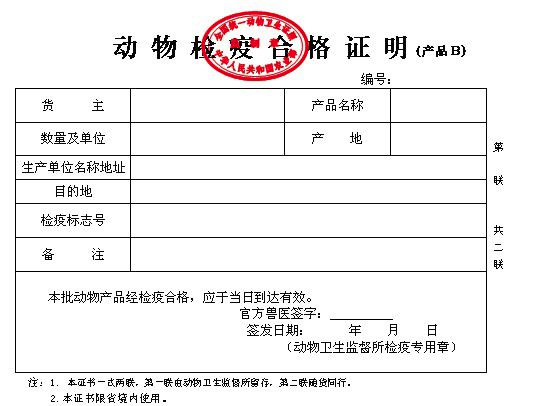 动物检疫合格证明(产品B)
全国统一动物卫生证章
中华人民共和国农业部
编号:
货 主
产品名称
数量及单位
产 地
生产单位名称地址
目的地
检疫标志号
备 注
第 联 共二联
本批动物产品经检疫合格,应于当日到达有效。
官方兽医签字:
签发日期: 年 月 日
(动物卫生监督所检疫专用章)
注:1. 本证书一式两联,第一联由动物卫生监督所留存,第二联随货同行。
2.本证书限省境内使用。